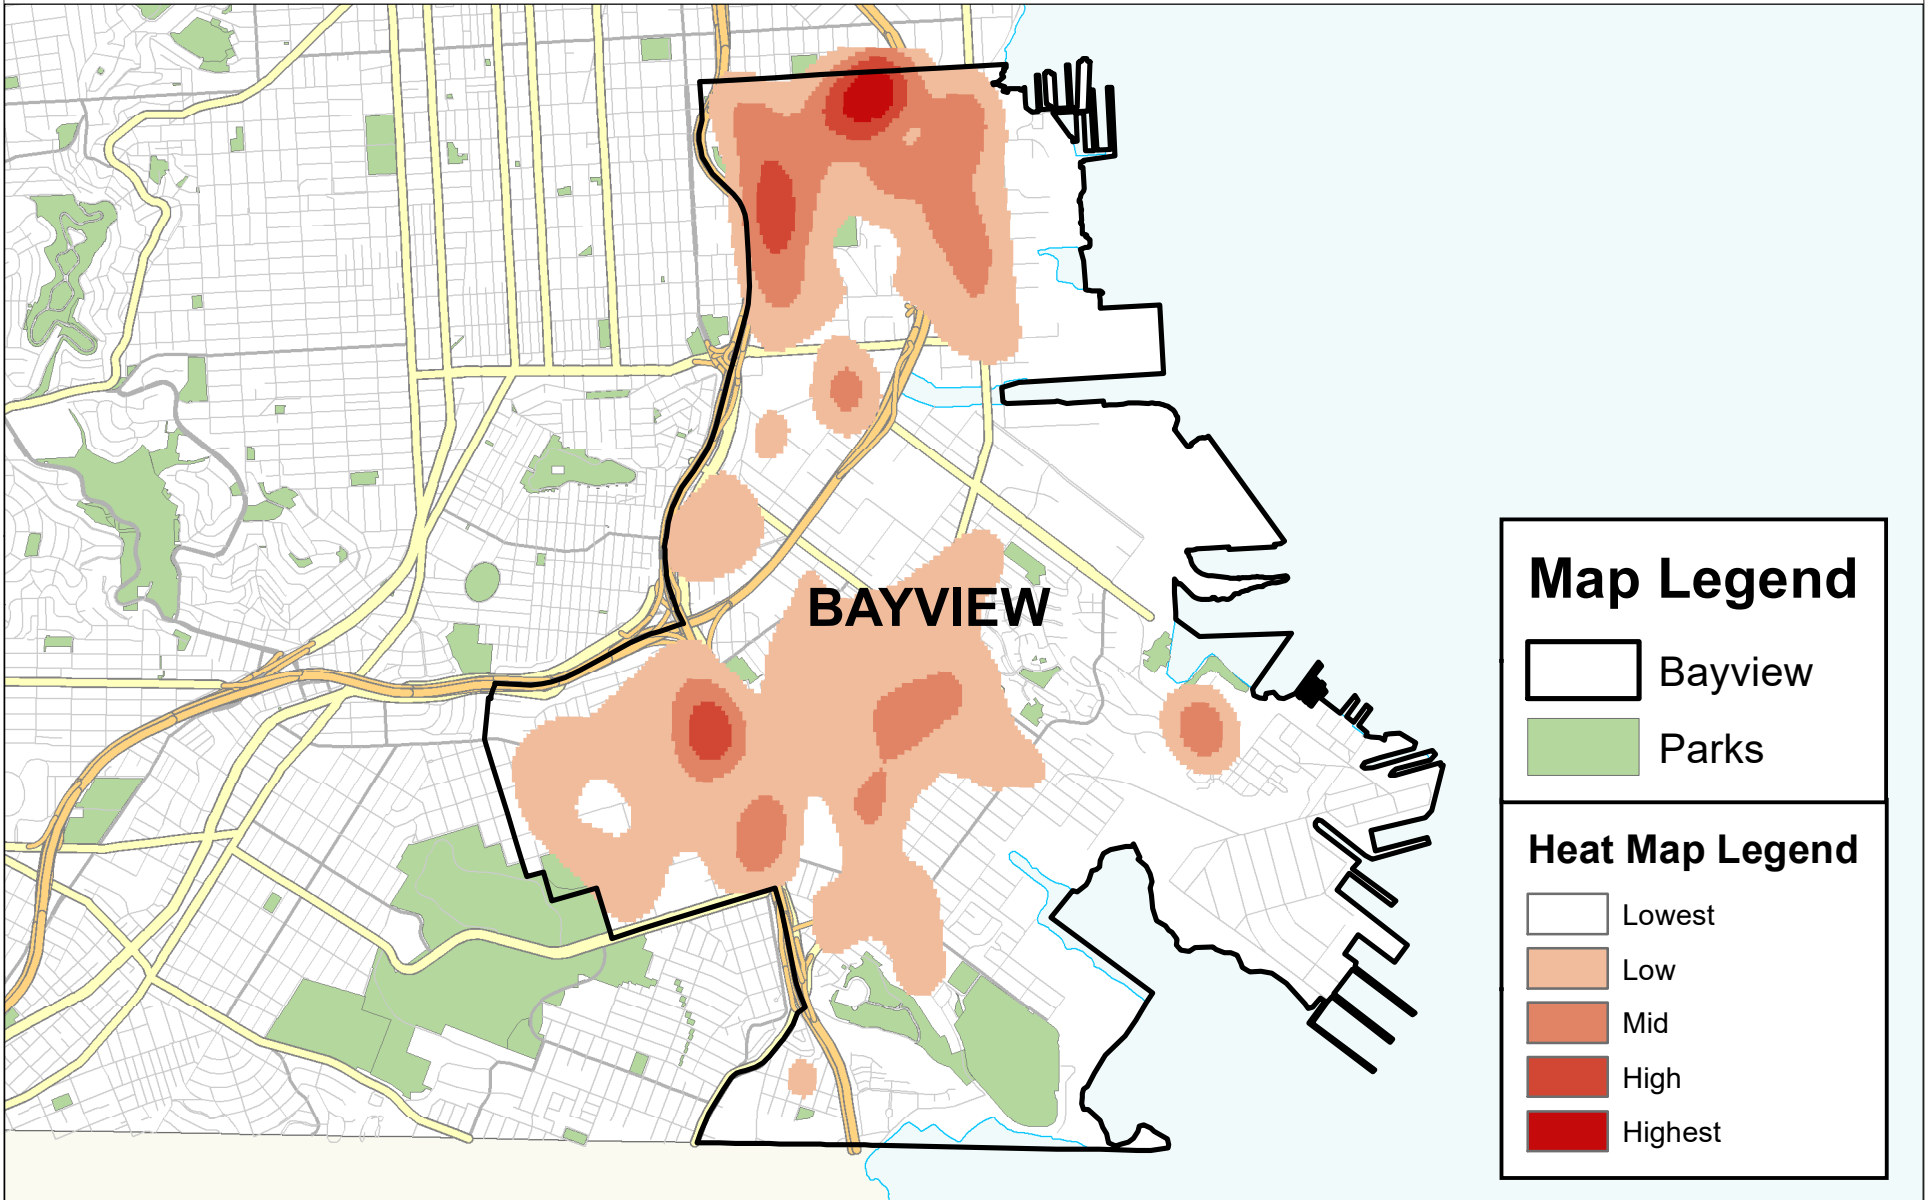 BAYVIEW
Map Legend
Bayview
Parks
Heat Map Legend
Lowest
Low
Mid
High
Highest